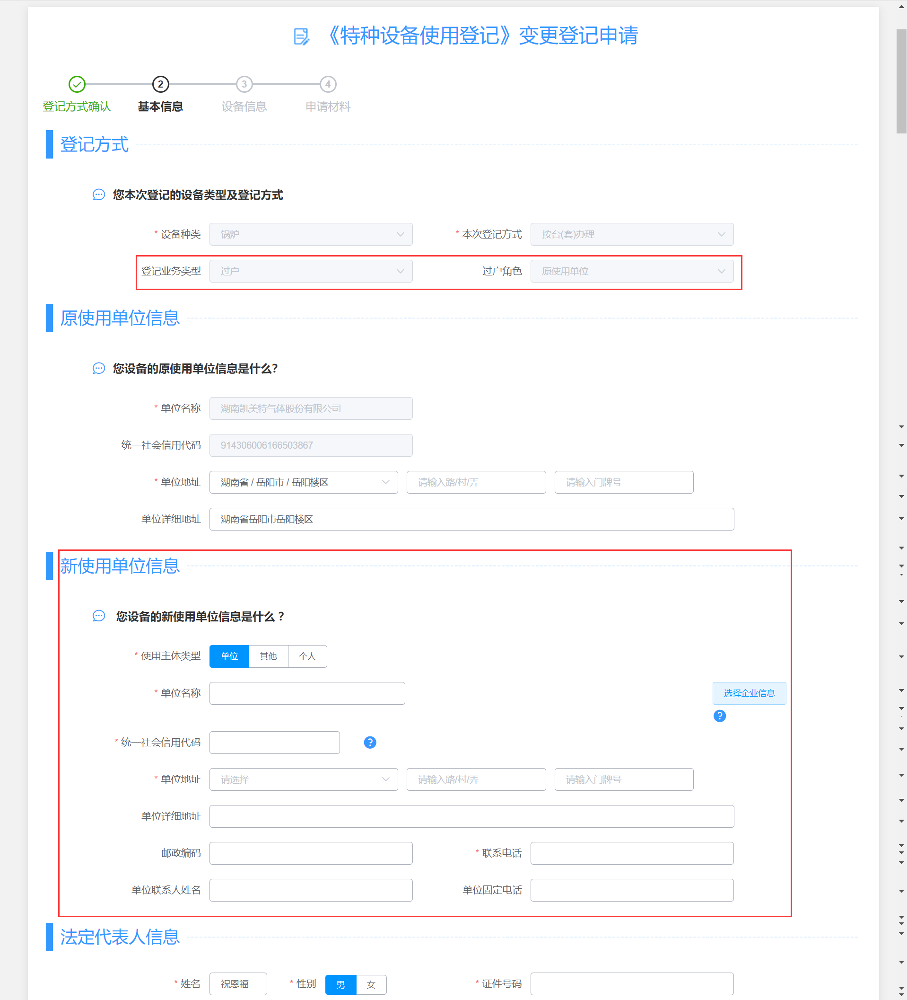 《特种设备使用登记》变更登记申请
2 3 4
登记方式确认 基本信息 设备信息 申请材料
登记方式
您本次登记的设备类型及登记方式
* 设备种类 锅炉 * 本次登记方式 按台(套)办理
登记业务类型 过户 过户角色 原使用单位
原使用单位信息
您设备的原使用单位信息是什么?
* 单位名称 湖南凯美特气体股份有限公司
统一社会信用代码 914306006166503867
* 单位地址 湖南省 / 岳阳市 / 岳阳楼区 请输入路/村/弄 请输入门牌号
单位详细地址 湖南省岳阳市岳阳楼区
新使用单位信息
您设备的新使用单位信息是什么？
* 使用主体类型 单位 其他 个人
* 单位名称 选择企业信息
?
* 统一社会信用代码 ?
* 单位地址 请选择 请输入路/村/弄 请输入门牌号
单位详细地址
邮政编码 * 联系电话
单位联系人姓名 单位固定电话
法定代表人信息
* 姓名 祝恩福 * 性别 男 女 * 证件号码